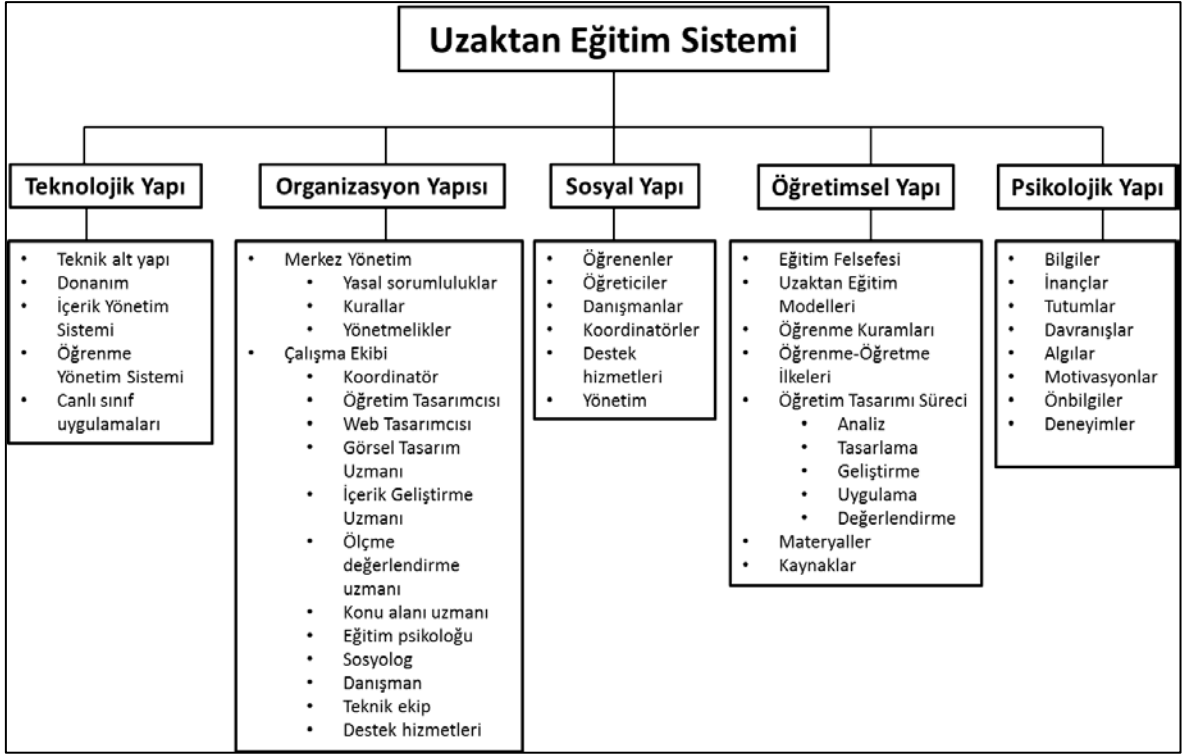 Uzaktan Eğitim Sistemi
Teknolojik Yapı
• Teknik alt yapı
• Donanım
• İçerik Yönetim
Sistemi
• Öğrenme
Yönetim Sistemi
• Canlı sınıf
uygulamaları
Organizasyon Yapısı
• Merkez Yönetim
• Yasal sorumluluklar
• Kurallar
• Yönetmelikler
• Çalışma Ekibi
• Koordinatör
• Öğretim Tasarımcısı
• Web Tasarımcısı
• Görsel Tasarım
Uzmanı
• İçerik Geliştirme
Uzmanı
• Ölçme
değerlendirme
uzmanı
• Konu alanı uzmanı
• Eğitim psikoloğu
• Sosyolog
• Danışman
• Teknik ekip
• Destek hizmetleri
Sosyal Yapı
• Öğrenenler
• Öğreticiler
• Danışmanlar
• Koordinatörler
• Destek
hizmetleri
• Yönetim
Öğretimsel Yapı
• Eğitim Felsefesi
• Uzaktan Eğitim
Modelleri
• Öğrenme Kuramları
• Öğrenme-Öğretme
İlkeleri
• Öğretim Tasarımı Süreci
• Analiz
• Tasarlama
• Geliştirme
• Uygulama
• Değerlendirme
• Materyaller
• Kaynaklar
Psikolojik Yapı
• Bilgiler
• İnançlar
• Tutumlar
• Davranışlar
• Algılar
• Motivasyonlar
• Önbilgiler
• Deneyimler